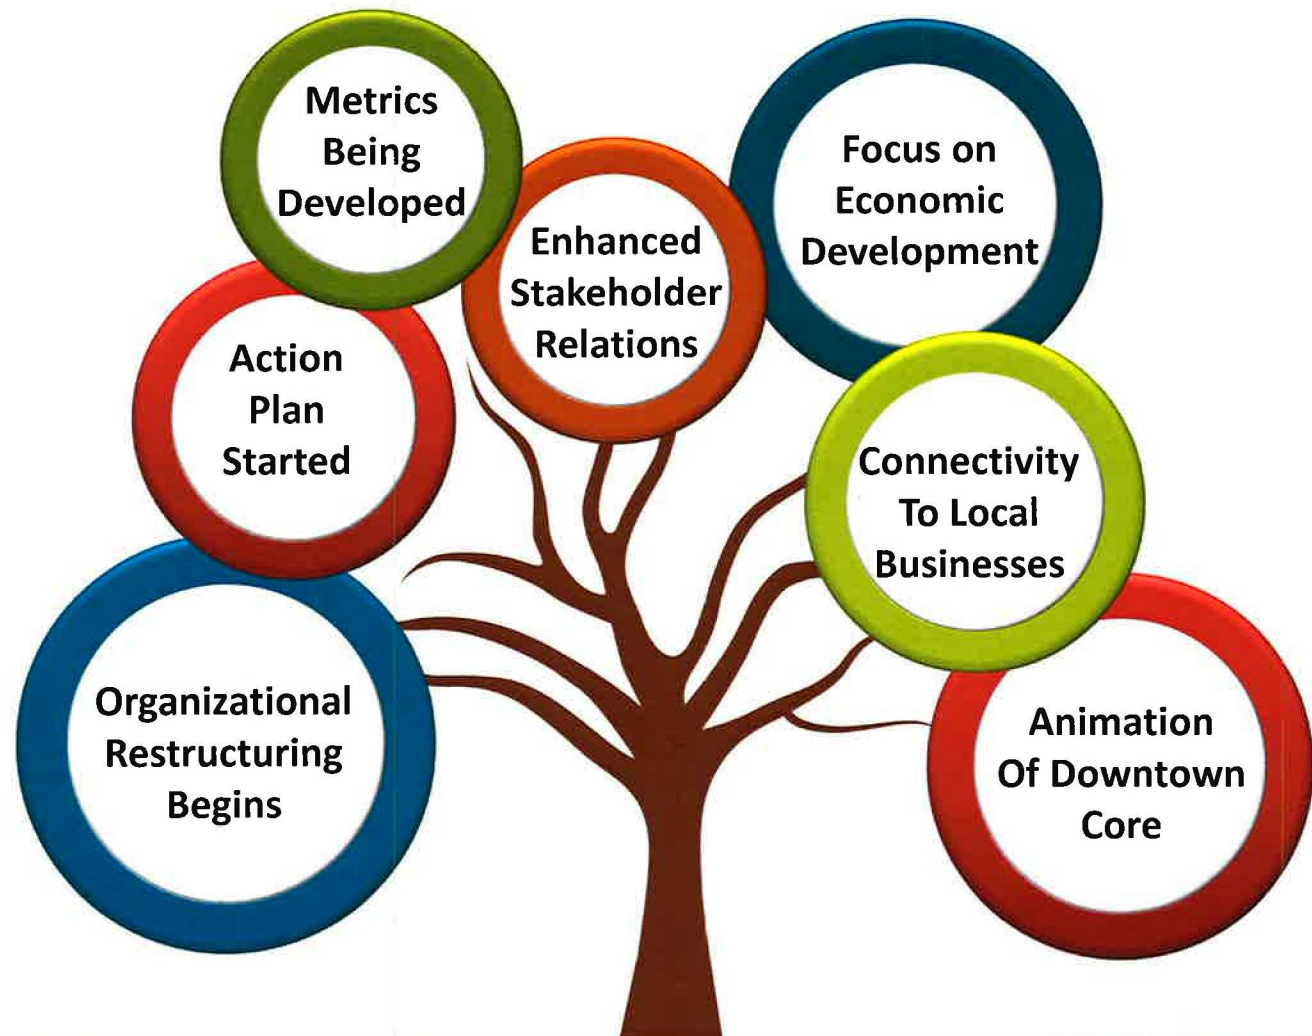 Metrics
Being
Developed
Focus on
Economic
Development
Enhanced
Stakeholder
Relations
Action
Plan
Started
Connectivity
To Local
Businesses
Organizational
Restructuring
Begins
Animation
Of Downtown
Core